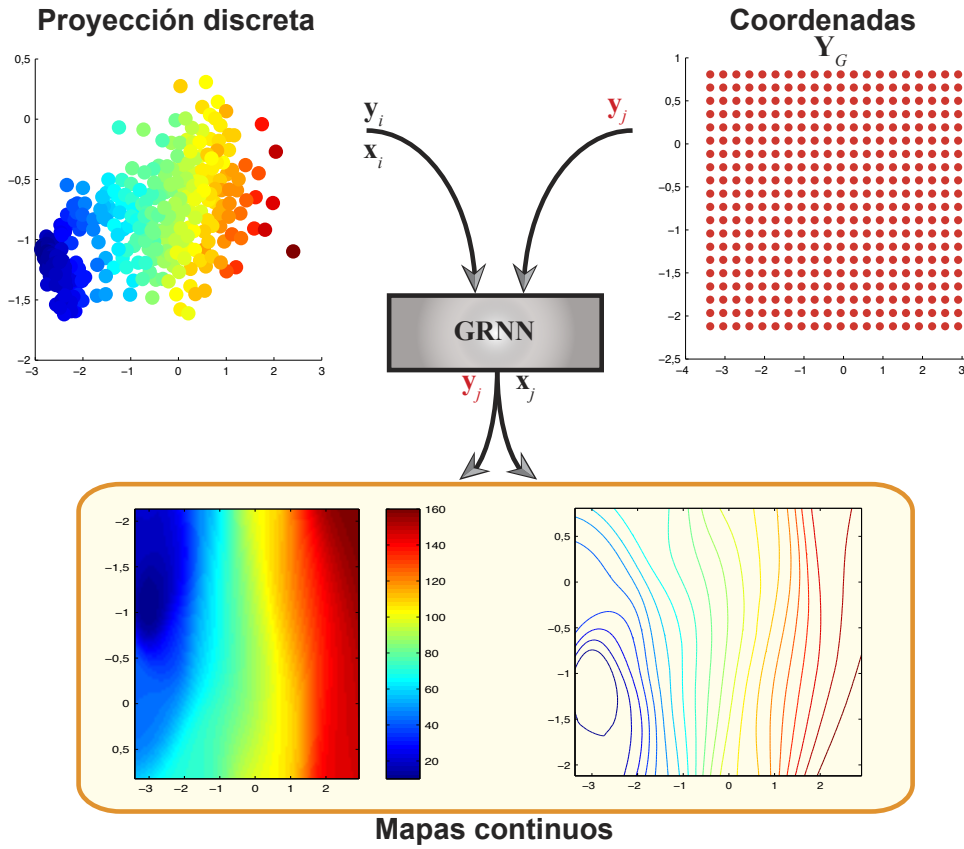 Proyección discreta
Coordenadas
Y_G
0,5
0
−0,5
−1
−1,5
−2
−3 −2 −1 0 1 2 3
y_i
x_i
y_j
1
0,5
0
−0,5
−1
−1,5
−2
−2,5
−4 −3 −2 −1 0 1 2 3
GRNN
y_j x_j
−2
−1,5
−1
−0,5
0
0,5
−3 −2 −1 0 1 2
160
140
120
100
80
60
40
20
0,5
0
−0,5
−1
−1,5
−2
−3 −2 −1 0 1 2
Mapas continuos